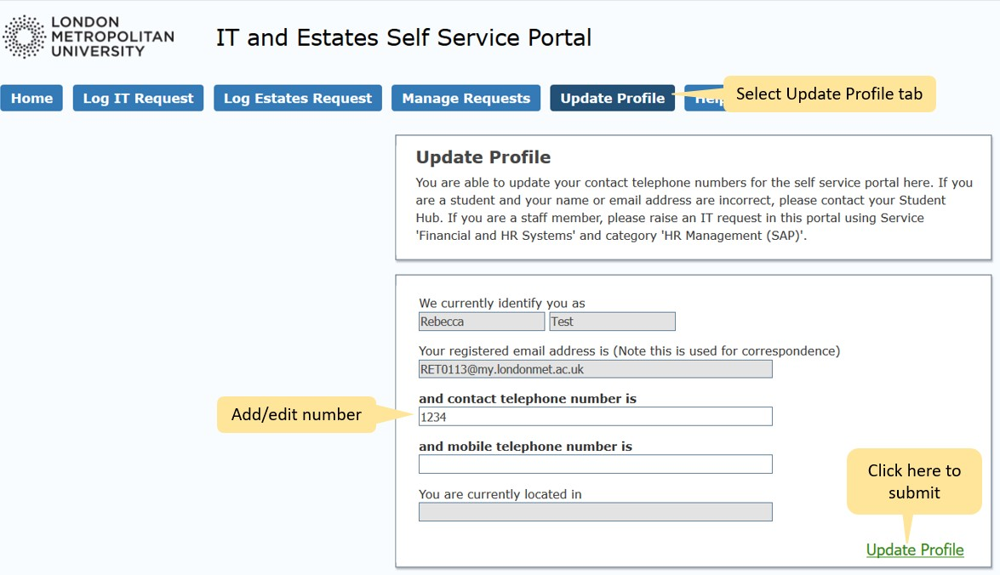 LONDON
METROPOLITAN
UNIVERSITY
IT and Estates Self Service Portal
Home
Log IT Request
Log Estates Request
Manage Requests
Update Profile
Select Update Profile tab
Update Profile
You are able to update your contact telephone numbers for the self service portal here. If you
are a student and your name or email address are incorrect, please contact your Student
Hub. If you are a staff member, please raise an IT request in this portal using Service
'Financial and HR Systems' and category 'HR Management (SAP)'.
We currently identify you as
Rebecca
Test
Your registered email address is (Note this is used for correspondence)
RET0113@my.londonmet.ac.uk
and contact telephone number is
Add/edit number
1234
and mobile telephone number is
You are currently located in
Click here to
submit
Update Profile